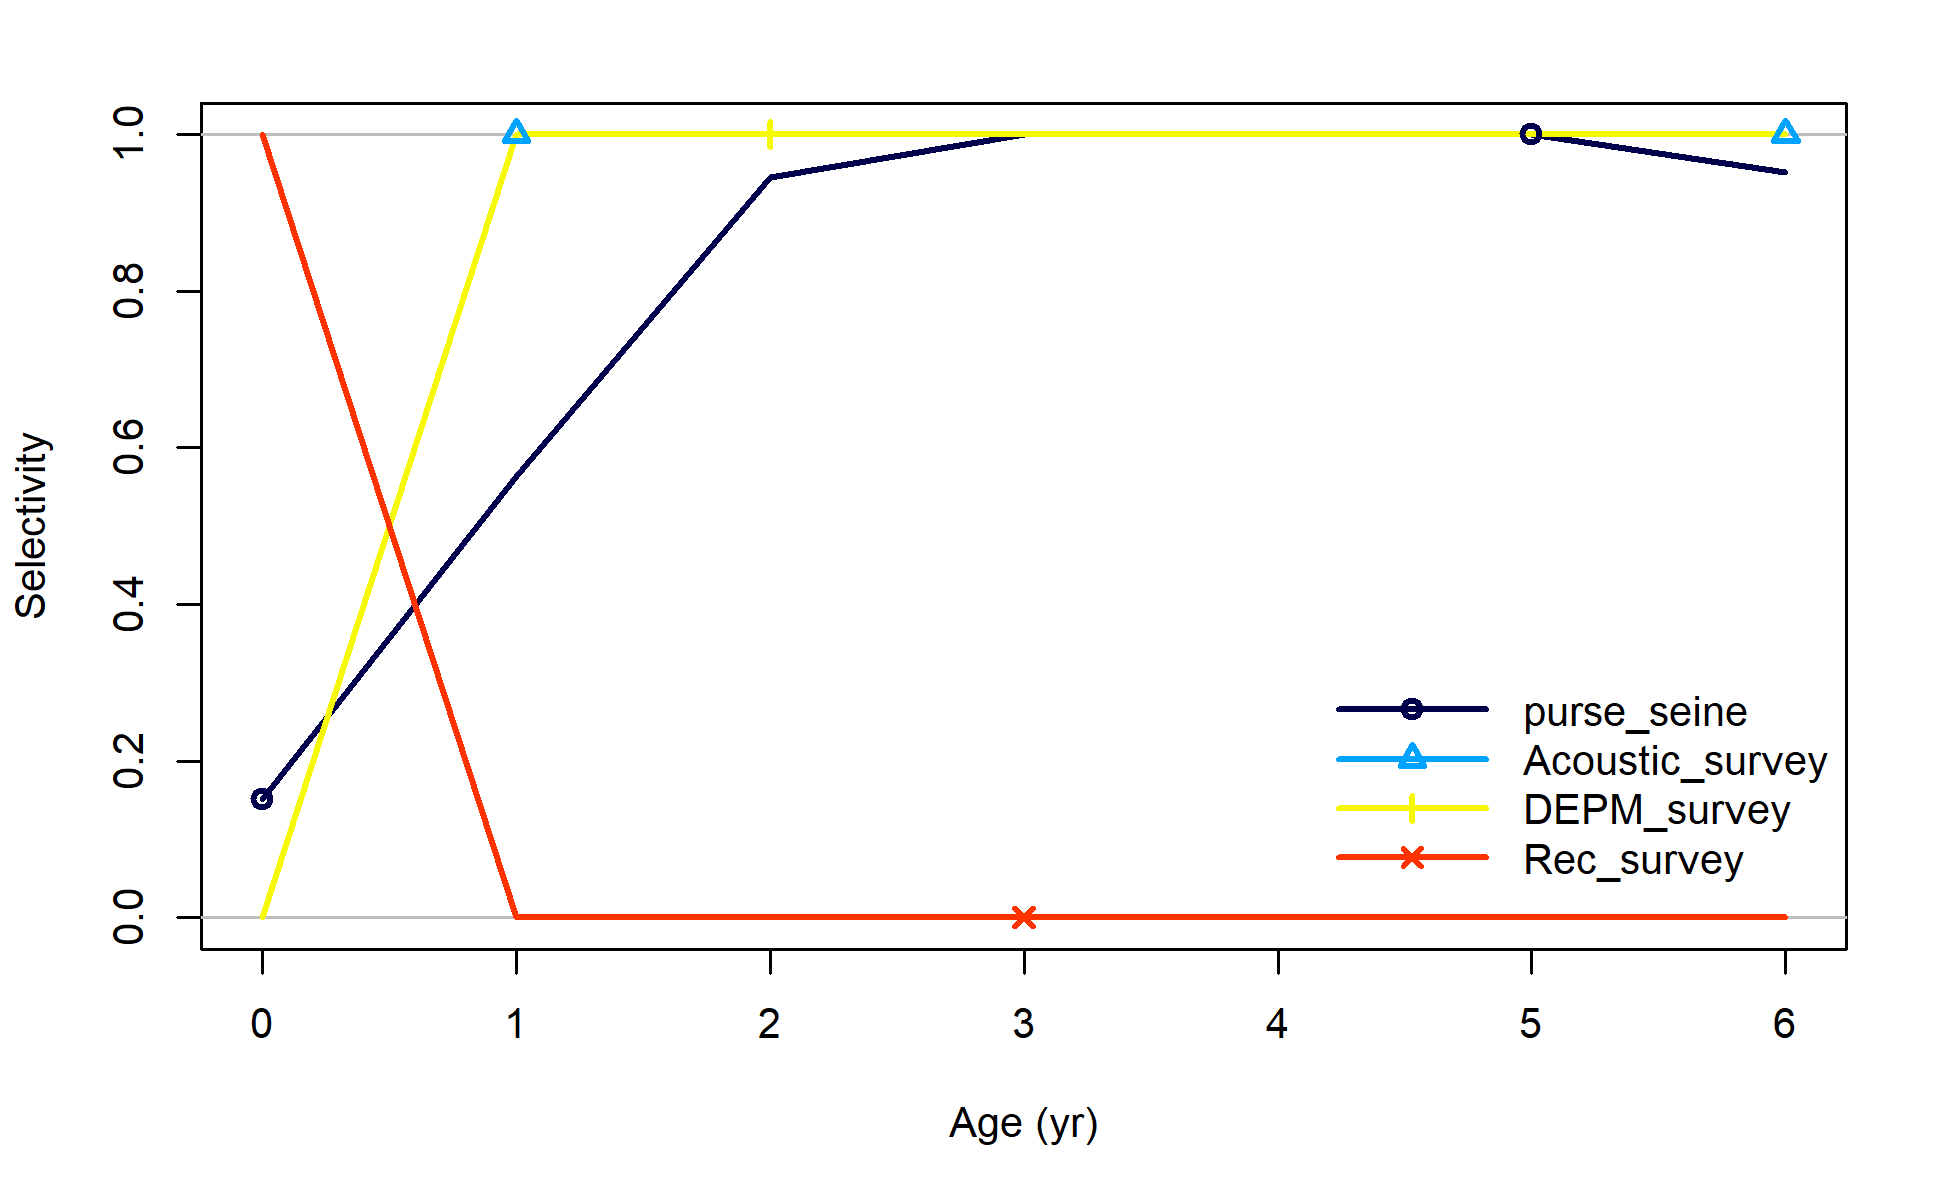 Selectivity
1.0
0.8
0.6
0.4
0.2
0.0
purse_seine
Acoustic_survey
DEPM_survey
Rec_survey
0 1 2 3 4 5 6
Age (yr)